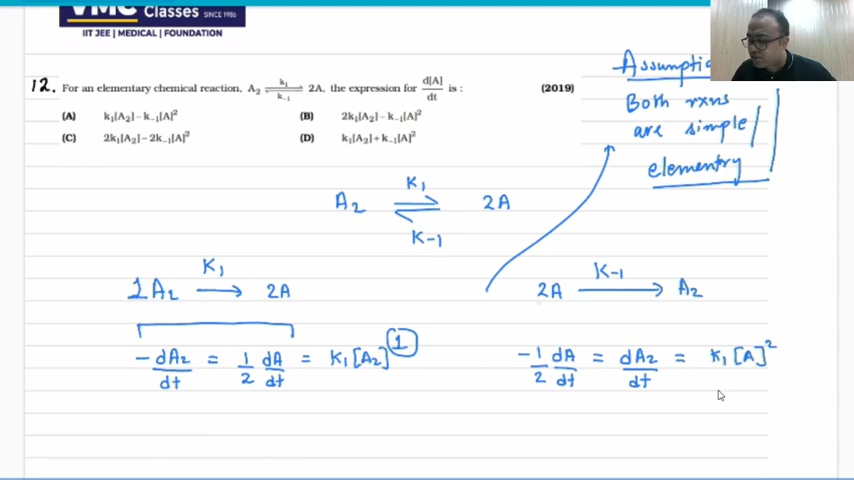 VMC Classes SINCE 1986
IIT JEE | MEDICAL | FOUNDATION
12. For an elementary chemical reaction, A₂ ⇌ 2A, the expression for d[A]/dt is : (2019)
k₁
k₋₁
(A) k₁[A₂] – k₋₁[A]² (B) 2k₁[A₂] – k₋₁[A]²
(C) 2k₁[A₂] – 2k₋₁[A]² (D) k₁[A₂] + k₋₁[A]²
Both rxns
are simple/
elementry
K₁
A₂ ⇌ 2A
K-1
K₁
1A₂ → 2A
K-1
2A → A₂
-dA₂/dt = 1/2 dA/dt = K₁[A₂]¹
-1/2 dA/dt = dA₂/dt = K₁[A]²